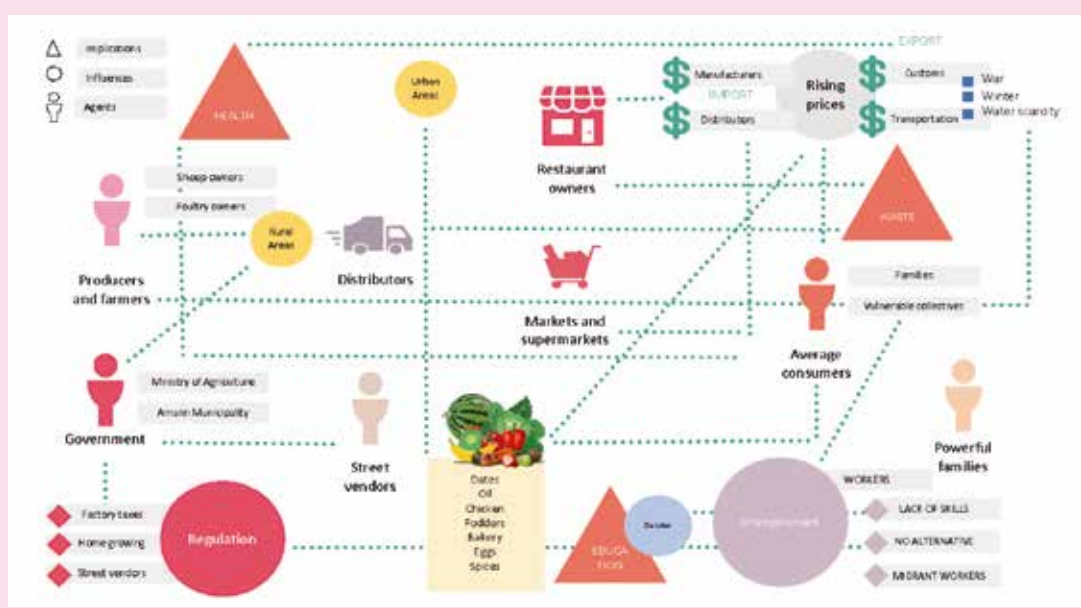 Implications
Influences
Agents
HEALTH
Urban
Areas
EXPORT
Manufacturers
IMPORT
Distributors
Rising
prices
Customs
Transportation
War
Winter
Water scarcity
Restaurant
owners
WASTE
Sheep owners
Poultry owners
Rural
Areas
Producers
and farmers
Distributors
Markets and
supermarkets
Families
Vulnerable collectives
Average
consumers
Ministry of Agriculture
Amann Municipality
Government
Street
vendors
Powerful
families
Dates
Oil
Chicken
Fodders
Bakery
Eggs
Spices
WORKERS
Factory taxes
Home growing
Street vendors
Regulation
EDUCA
TION
Gender
Unemployment
LACK OF SKILLS
NO ALTERNATIVE
MIGRANT WORKERS